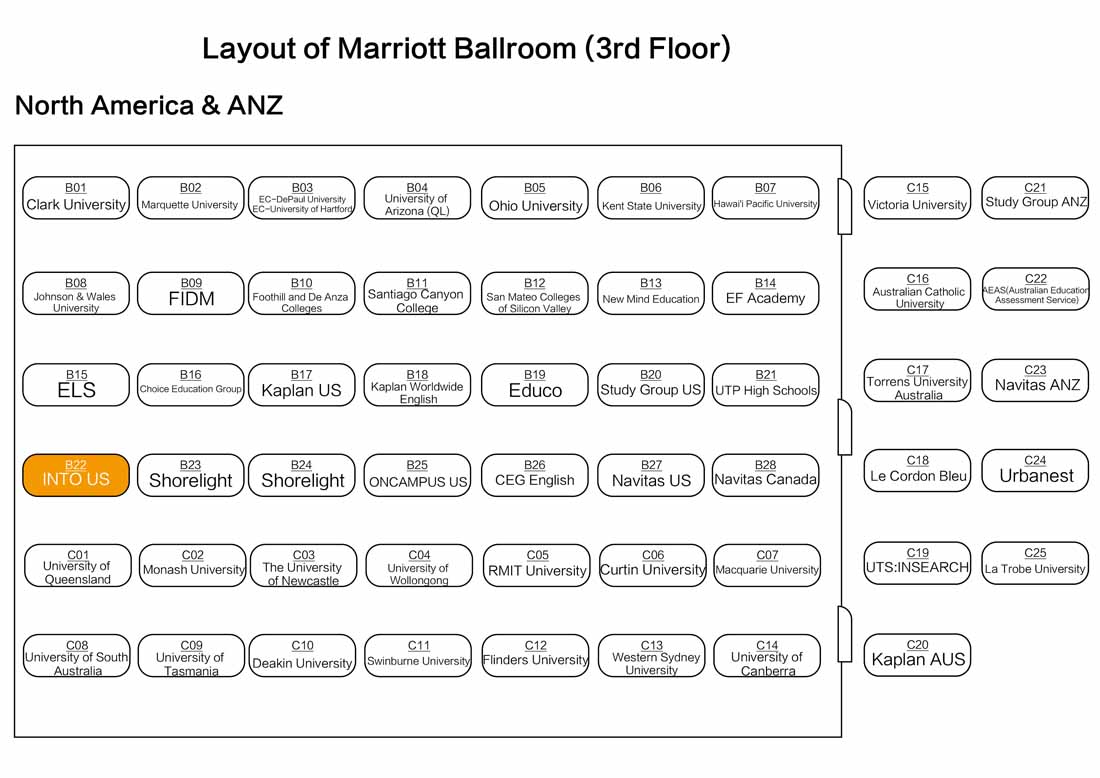 Layout of Marriott Ballroom (3rd Floor)
North America & ANZ
B01
Clark University
B02
Marquette University
B03
EC-DePaul University
EC-University of Hartford
B04
University of
Arizona (QL)
B05
Ohio University
B06
Kent State University
B07
Hawai'i Pacific University
C15
Victoria University
C21
Study Group ANZ
B08
Johnson & Wales
University
B09
FIDM
B10
Foothill and De Anza
Colleges
B11
Santiago Canyon
College
B12
San Mateo Colleges
of Silicon Valley
B13
New Mind Education
B14
EF Academy
C16
Australian Catholic
University
C22
AEAS(Australian Education
Assessment Service)
B15
ELS
B16
Choice Education Group
B17
Kaplan US
B18
Kaplan Worldwide
English
B19
Educo
B20
Study Group US
B21
UTP High Schools
C17
Torrens University
Australia
C23
Navitas ANZ
B22
INTO US
B23
Shorelight
B24
Shorelight
B25
ONCAMPUS US
B26
CEG English
B27
Navitas US
B28
Navitas Canada
C18
Le Cordon Bleu
C24
Urbanest
C01
University of
Queensland
C02
Monash University
C03
The University
of Newcastle
C04
University of
Wollongong
C05
RMIT University
C06
Curtin University
C07
Macquarie University
C19
UTS:INSEARCH
C25
La Trobe University
C08
University of South
Australia
C09
University of
Tasmania
C10
Deakin University
C11
Swinburne University
C12
Flinders University
C13
Western Sydney
University
C14
University of
Canberra
C20
Kaplan AUS